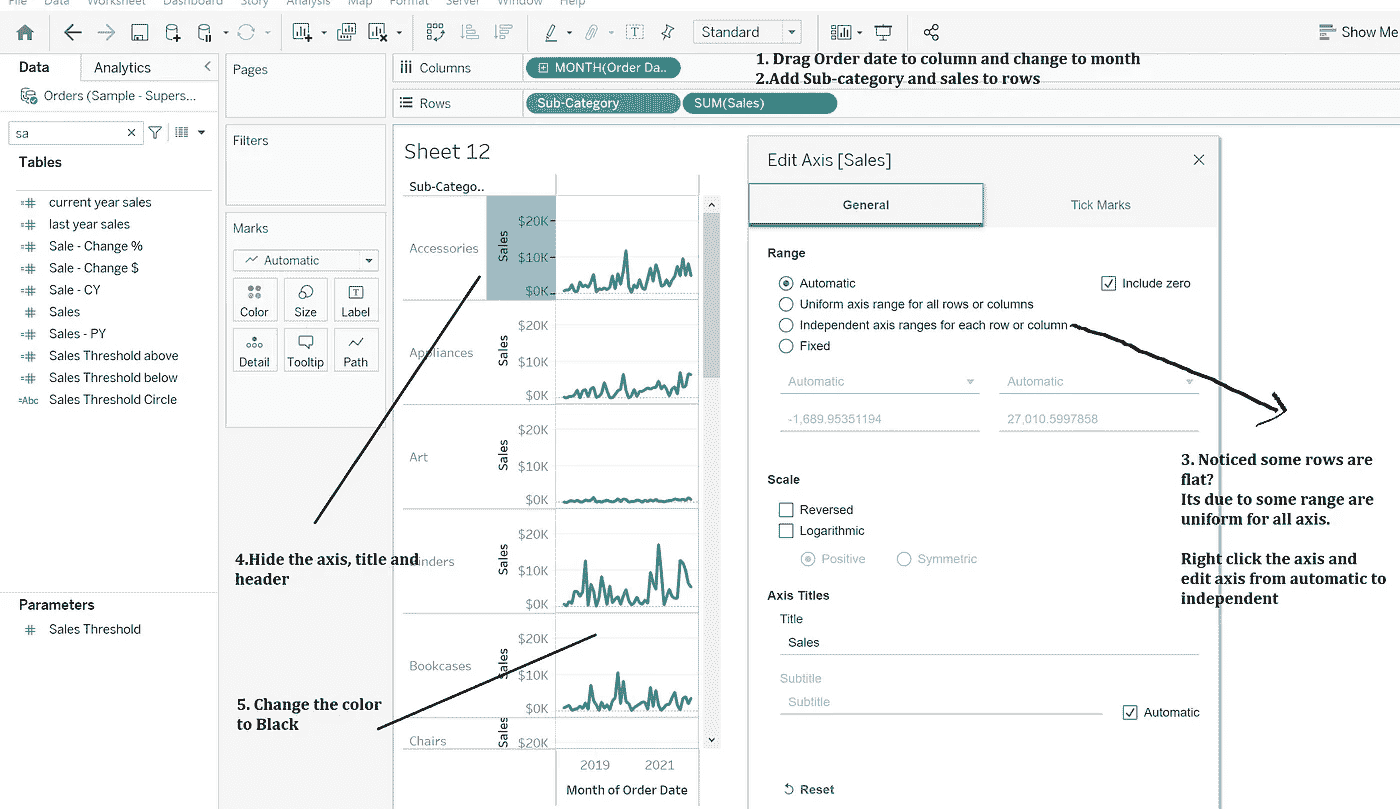 File Data Worksheet Dashboard Story Analysis Map Format Server Window Help
Standard
Show Me
Data
Analytics
Orders (Sample - Supers...
sa
Tables
current year sales
last year sales
Sale - Change %
Sale - Change $
Sale - CY
Sales
Sales - PY
Sales Threshold above
Sales Threshold below
Abc Sales Threshold Circle
Parameters
Sales Threshold
Pages
Filters
Marks
Automatic
Color Size Label
Detail Tooltip Path
Columns
MONTH(Order Da..
Rows
Sub-Category
SUM(Sales)
1. Drag Order date to column and change to month
2.Add Sub-category and sales to rows
Sheet 12
Sub-Catego..
Accessories
Sales
$20K
$10K
$0K
Appliances
Sales
$20K
$10K
$0K
Art
Sales
$20K
$10K
$0K
inders
Sales
$20K
$10K
$0K
Bookcases
Sales
$20K
$10K
$0K
Chairs
Sales
$20K
2019 2021
Month of Order Date
4.Hide the axis, title and
header
5. Change the color
to Black
Edit Axis [Sales]
General
Tick Marks
Range
Automatic
Include zero
Uniform axis range for all rows or columns
Independent axis ranges for each row or column
Fixed
Automatic
Automatic
-1,689.95351194
27,010.5997858
Scale
Reversed
Logarithmic
Positive
Symmetric
Axis Titles
Title
Sales
Subtitle
Subtitle
Automatic
Reset
3. Noticed some rows are
flat?
Its due to some range are
uniform for all axis.
Right click the axis and
edit axis from automatic to
independent